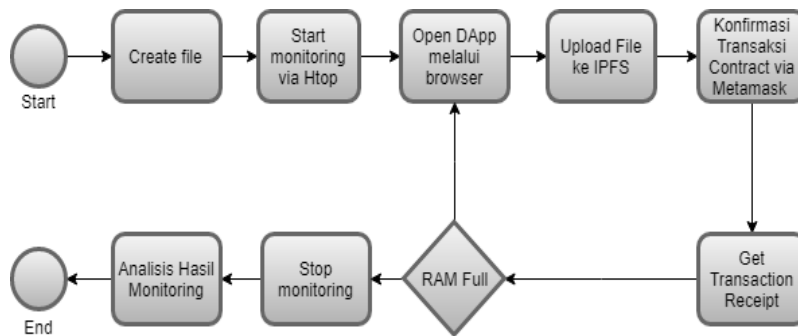 Start
Create file
Start
monitoring
via Htop
Open DApp
melalui
browser
Upload File
ke IPFS
Konfirmasi
Transaksi
Contract via
Metamask
Get
Transaction
Receipt
RAM Full
Stop
monitoring
Analisis Hasil
Monitoring
End